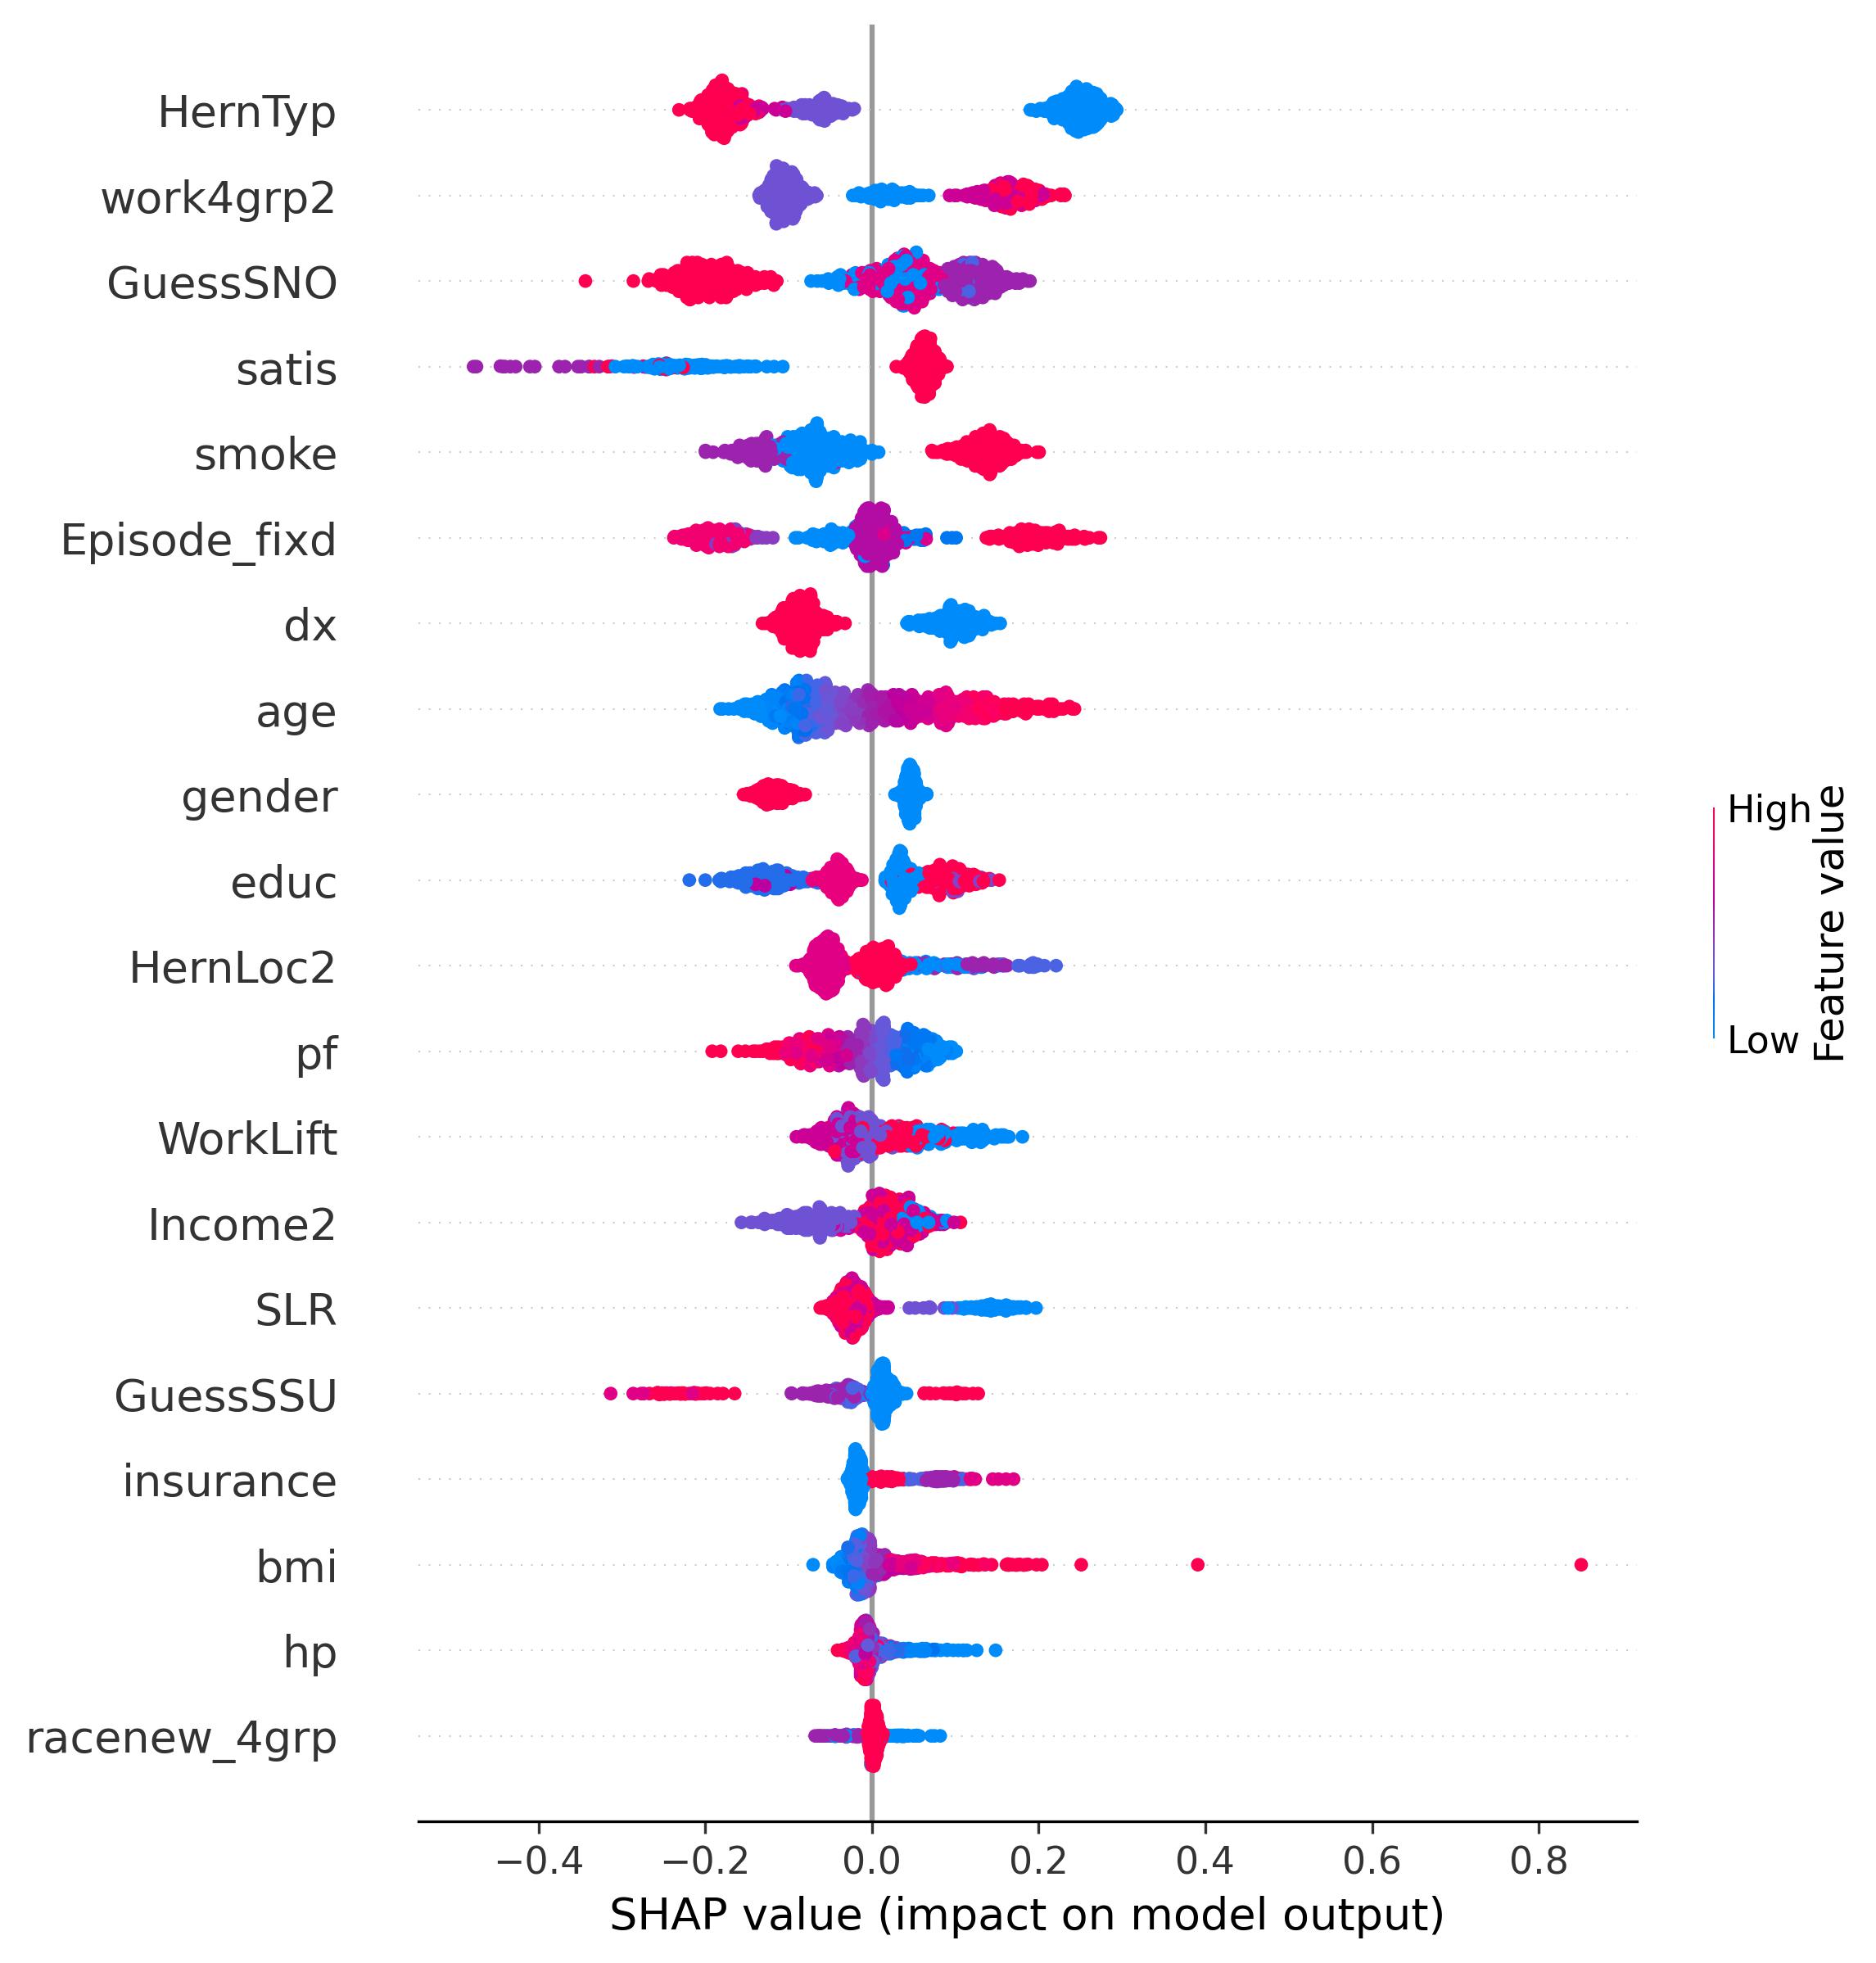 HernTyp
work4grp2
GuessSNO
satis
smoke
Episode_fixd
dx
age
gender
educ
HernLoc2
pf
WorkLift
Income2
SLR
GuessSSU
insurance
bmi
hp
racenew_4grp
−0.4 −0.2 0.0 0.2 0.4 0.6 0.8
SHAP value (impact on model output)
High
Low
Feature value